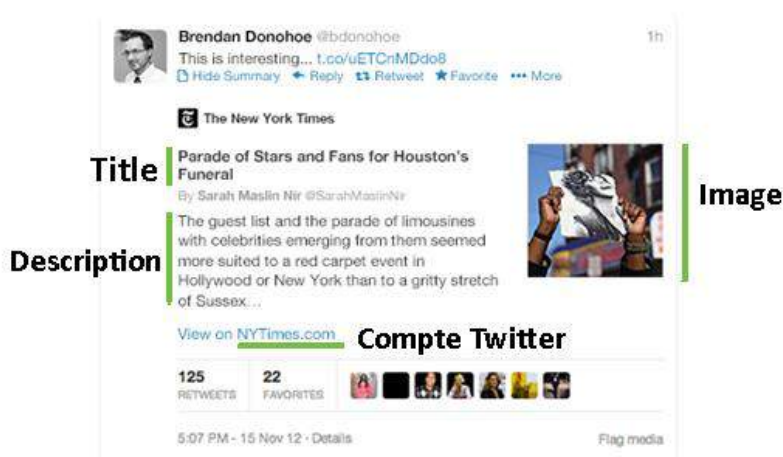 Brendan Donohoe @bdonohoe 1h
This is interesting... t.co/uETCnMDdo8
Hide Summary Reply Retweet Favorite More
The New York Times
Title
Parade of Stars and Fans for Houston's
Funeral
By Sarah Maslin Nir @SarahMaslinNir
Image
Description
The guest list and the parade of limousines
with celebrities emerging from them seemed
more suited to a red carpet event in
Hollywood or New York than to a gritty stretch
of Sussex...
View on NYTimes.com
Compte Twitter
125 22
RETWEETS FAVORITES
5:07 PM - 15 Nov 12 · Details Flag media